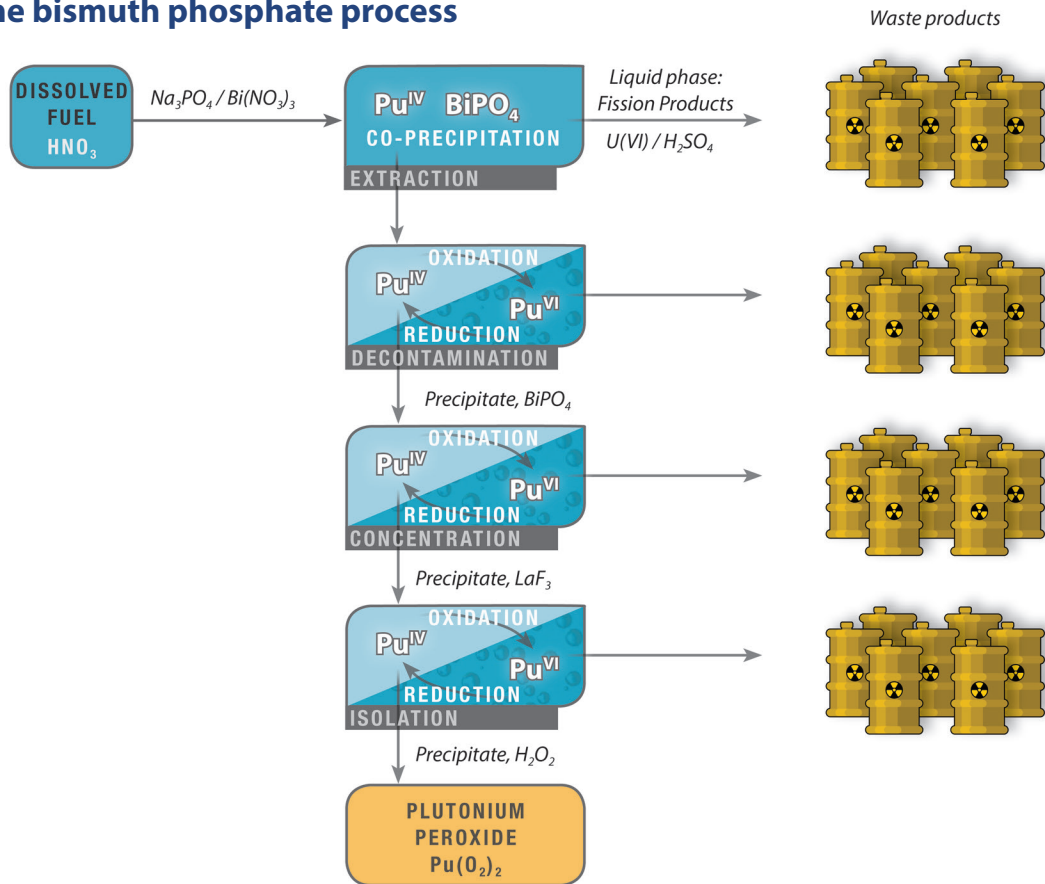 ne bismuth phosphate process
Waste products
DISSOLVED
FUEL
HNO₃
Na₃PO₄ / Bi(NO₃)₃
Puᴵⱽ BiPO₄
CO-PRECIPITATION
EXTRACTION
Liquid phase:
Fission Products
U(VI) / H₂SO₄
OXIDATION
Puᴵⱽ
Puⱽᴵ
REDUCTION
DECONTAMINATION
Precipitate, BiPO₄
OXIDATION
Puᴵⱽ
Puⱽᴵ
REDUCTION
CONCENTRATION
Precipitate, LaF₃
OXIDATION
Puᴵⱽ
Puⱽᴵ
REDUCTION
ISOLATION
Precipitate, H₂O₂
PLUTONIUM
PEROXIDE
Pu(O₂)₂